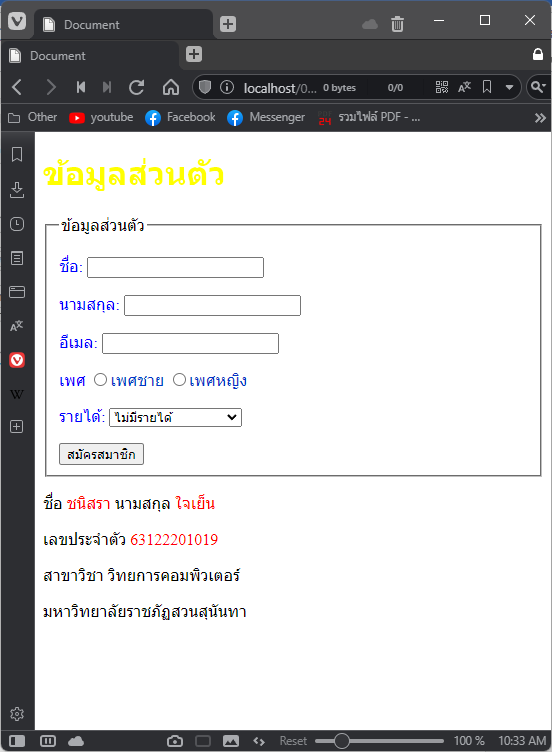 Document
Document
localhost/0... 0 bytes 0/0
Other youtube Facebook Messenger 24 รวมไฟล์ PDF - ...
ข้อมูลส่วนตัว
ข้อมูลส่วนตัว
ชื่อ:
นามสกุล:
อีเมล:
เพศ เพศชาย เพศหญิง
รายได้: ไม่มีรายได้
สมัครสมาชิก
ชื่อ ชนิสรา นามสกุล ใจเย็น
เลขประจำตัว 63122201019
สาขาวิชา วิทยการคอมพิวเตอร์
มหาวิทยาลัยราชภัฏสวนสุนันทา
W
Reset 100 % 10:33 AM